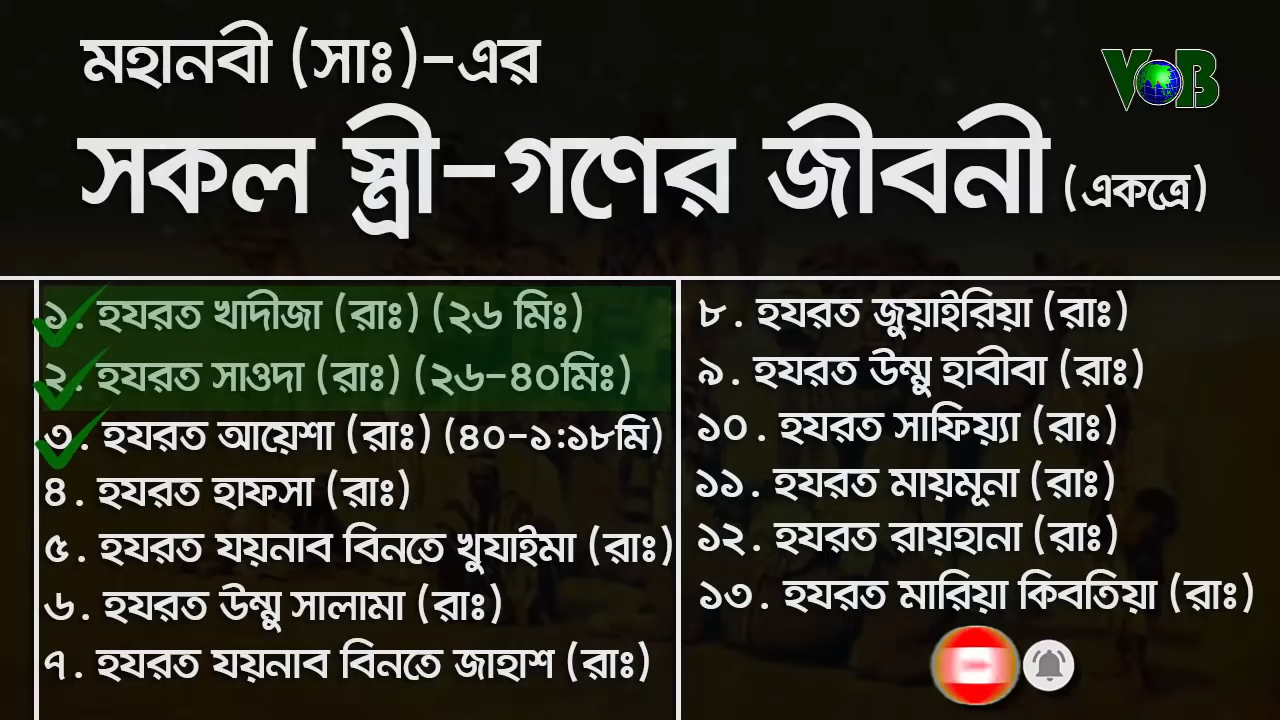 মহানবী (সাঃ)-এর
VOB
সকল স্ত্রী-গণের জীবনী (একত্রে)
১. হযরত খাদীজা (রাঃ) (২৬ মিঃ)
২. হযরত সাওদা (রাঃ) (২৬-৪০মিঃ)
৩. হযরত আয়েশা (রাঃ) (৪০-১:১৮মি)
৪. হযরত হাফসা (রাঃ)
৫. হযরত যয়নাব বিনতে খুযাইমা (রাঃ)
৬. হযরত উম্মু সালামা (রাঃ)
৭. হযরত যয়নাব বিনতে জাহাশ (রাঃ)
৮. হযরত জুয়াইরিয়া (রাঃ)
৯. হযরত উম্মু হাবীবা (রাঃ)
১০. হযরত সাফিয়্যা (রাঃ)
১১. হযরত মায়মূনা (রাঃ)
১২. হযরত রায়হানা (রাঃ)
১৩. হযরত মারিয়া কিবতিয়া (রাঃ)